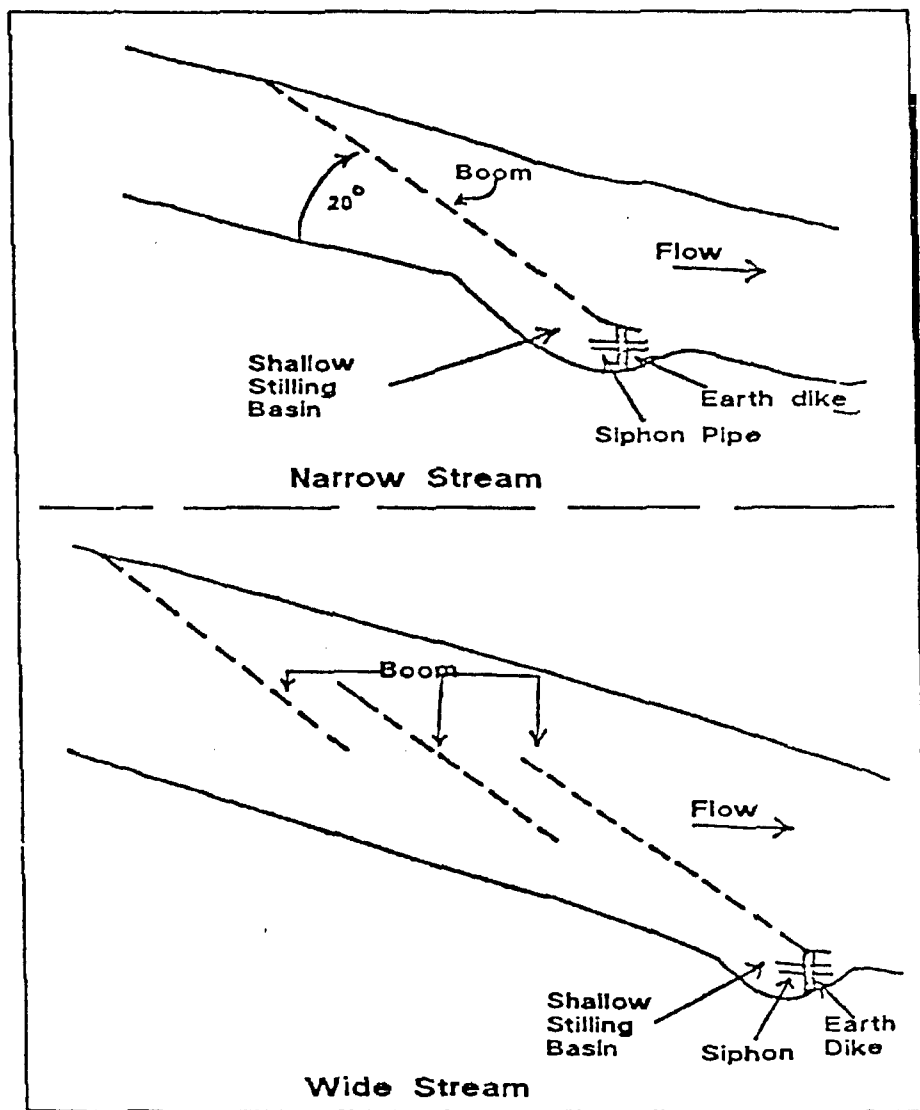 Boom
20°
Flow
Shallow
Stilling
Basin
Earth dike
Siphon Pipe
Narrow Stream
Boom
Flow
Shallow
Stilling
Basin
Siphon
Earth
Dike
Wide Stream